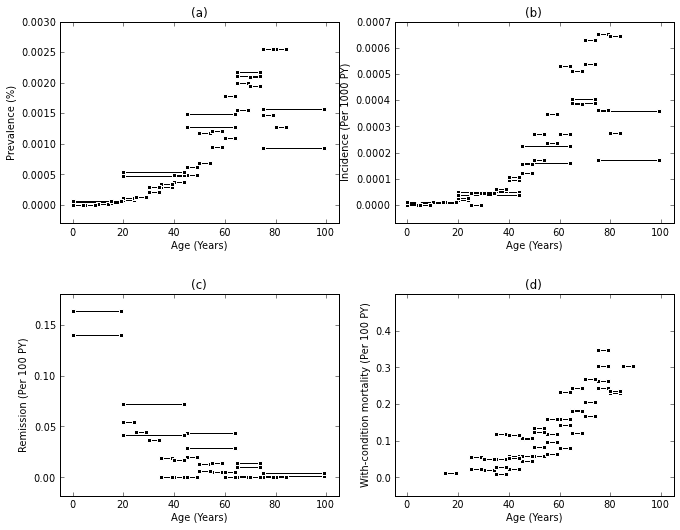 (a)
0.0030
0.0025
0.0020
0.0015
0.0010
0.0005
0.0000
Prevalence (%)
0 20 40 60 80 100
Age (Years)
(b)
0.0007
0.0006
0.0005
0.0004
0.0003
0.0002
0.0001
0.0000
Incidence (Per 1000 PY)
0 20 40 60 80 100
Age (Years)
(c)
0.15
0.10
0.05
0.00
Remission (Per 100 PY)
0 20 40 60 80 100
Age (Years)
(d)
0.4
0.3
0.2
0.1
0.0
With-condition mortality (Per 100 PY)
0 20 40 60 80 100
Age (Years)